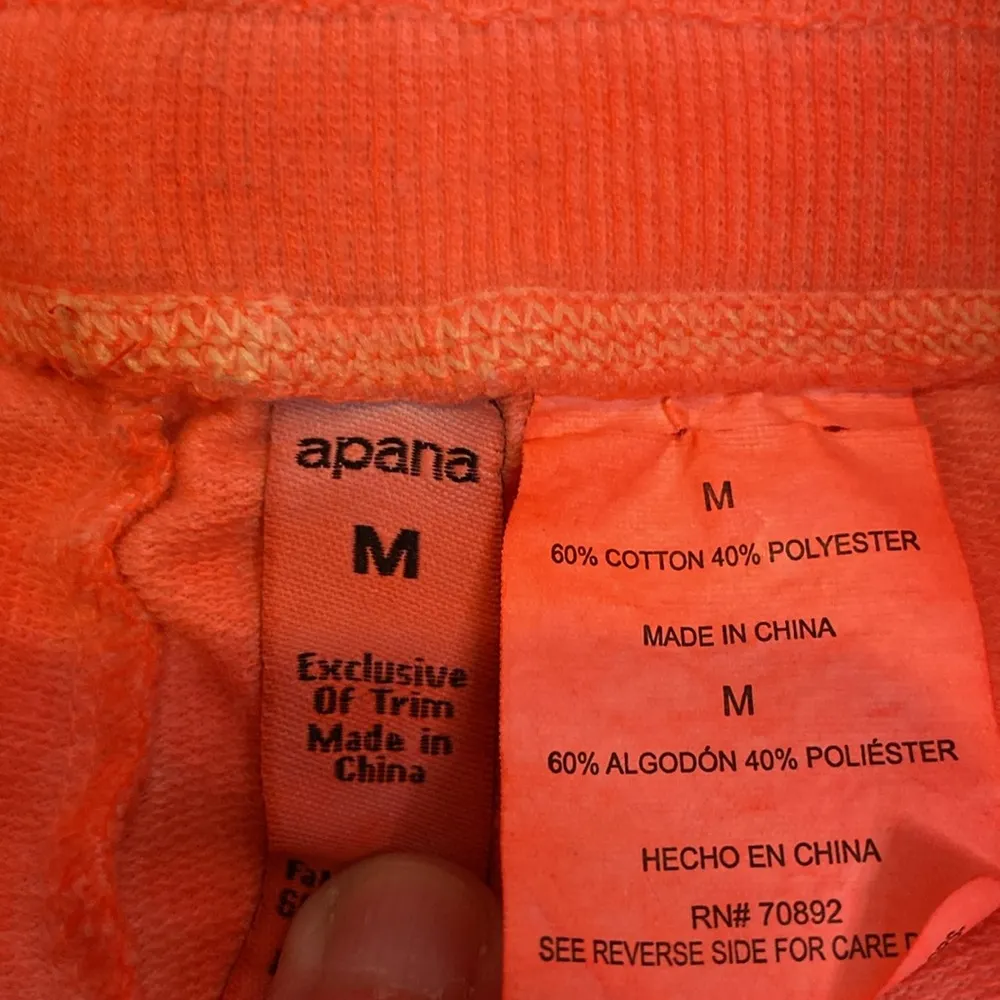 apana
M
Exclusive
Of Trim
Made in
China
M
60% COTTON 40% POLYESTER
MADE IN CHINA
M
60% ALGODÓN 40% POLIÉSTER
HECHO EN CHINA
RN# 70892
SEE REVERSE SIDE FOR CARE